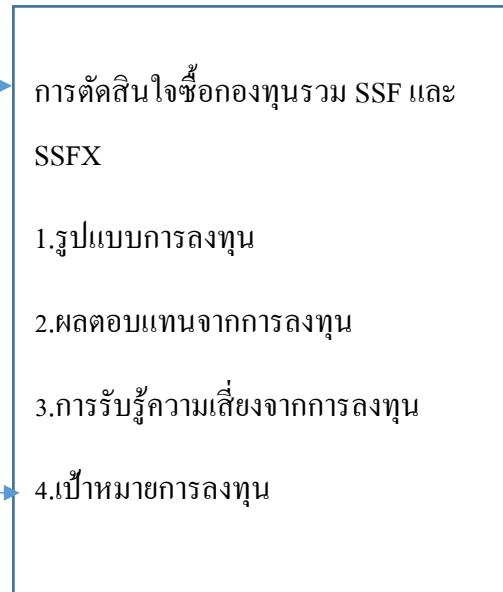 การตัดสินใจซื้อกองทุนรวม SSF และ
SSFX
1.รูปแบบการลงทุน
2.ผลตอบแทนจากการลงทุน
3.การรับรู้ความเสี่ยงจากการลงทุน
4.เป้าหมายการลงทุน